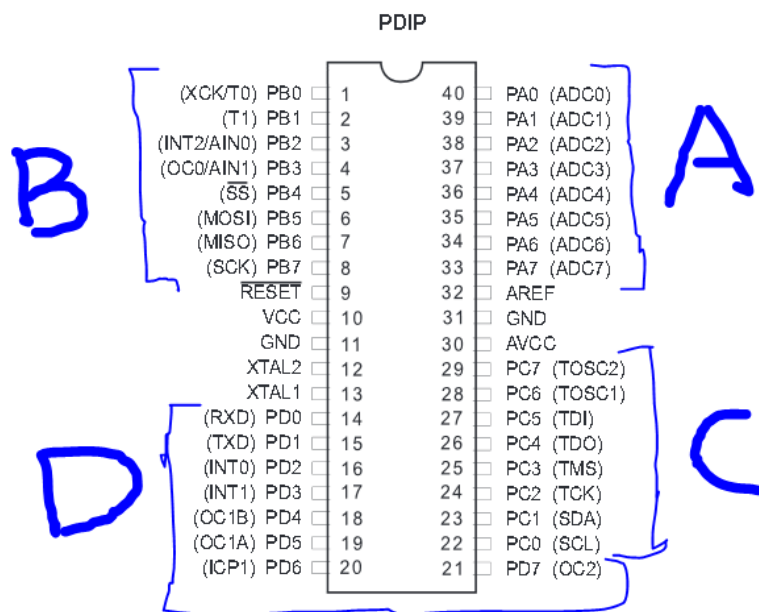 PDIP
(XCK/T0) PB0 1 40 PA0 (ADC0)
(T1) PB1 2 39 PA1 (ADC1)
(INT2/AIN0) PB2 3 38 PA2 (ADC2)
(OC0/AIN1) PB3 4 37 PA3 (ADC3)
(SS) PB4 5 36 PA4 (ADC4)
(MOSI) PB5 6 35 PA5 (ADC5)
(MISO) PB6 7 34 PA6 (ADC6)
(SCK) PB7 8 33 PA7 (ADC7)
RESET 9 32 AREF
VCC 10 31 GND
GND 11 30 AVCC
XTAL2 12 29 PC7 (TOSC2)
XTAL1 13 28 PC6 (TOSC1)
(RXD) PD0 14 27 PC5 (TDI)
(TXD) PD1 15 26 PC4 (TDO)
(INT0) PD2 16 25 PC3 (TMS)
(INT1) PD3 17 24 PC2 (TCK)
(OC1B) PD4 18 23 PC1 (SDA)
(OC1A) PD5 19 22 PC0 (SCL)
(ICP1) PD6 20 21 PD7 (OC2)
B
A
D
C